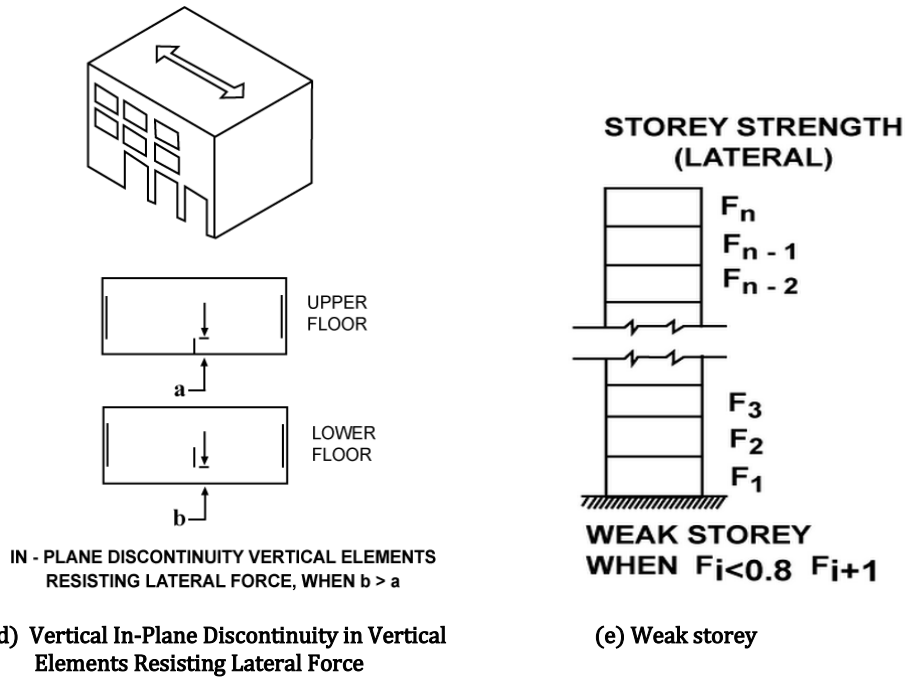 UPPER
FLOOR
a
LOWER
FLOOR
b
IN - PLANE DISCONTINUITY VERTICAL ELEMENTS
RESISTING LATERAL FORCE, WHEN b > a
d) Vertical In-Plane Discontinuity in Vertical
Elements Resisting Lateral Force
STOREY STRENGTH
(LATERAL)
Fn
Fn - 1
Fn - 2
F3
F2
F1
WEAK STOREY
WHEN Fi<0.8 Fi+1
(e) Weak storey